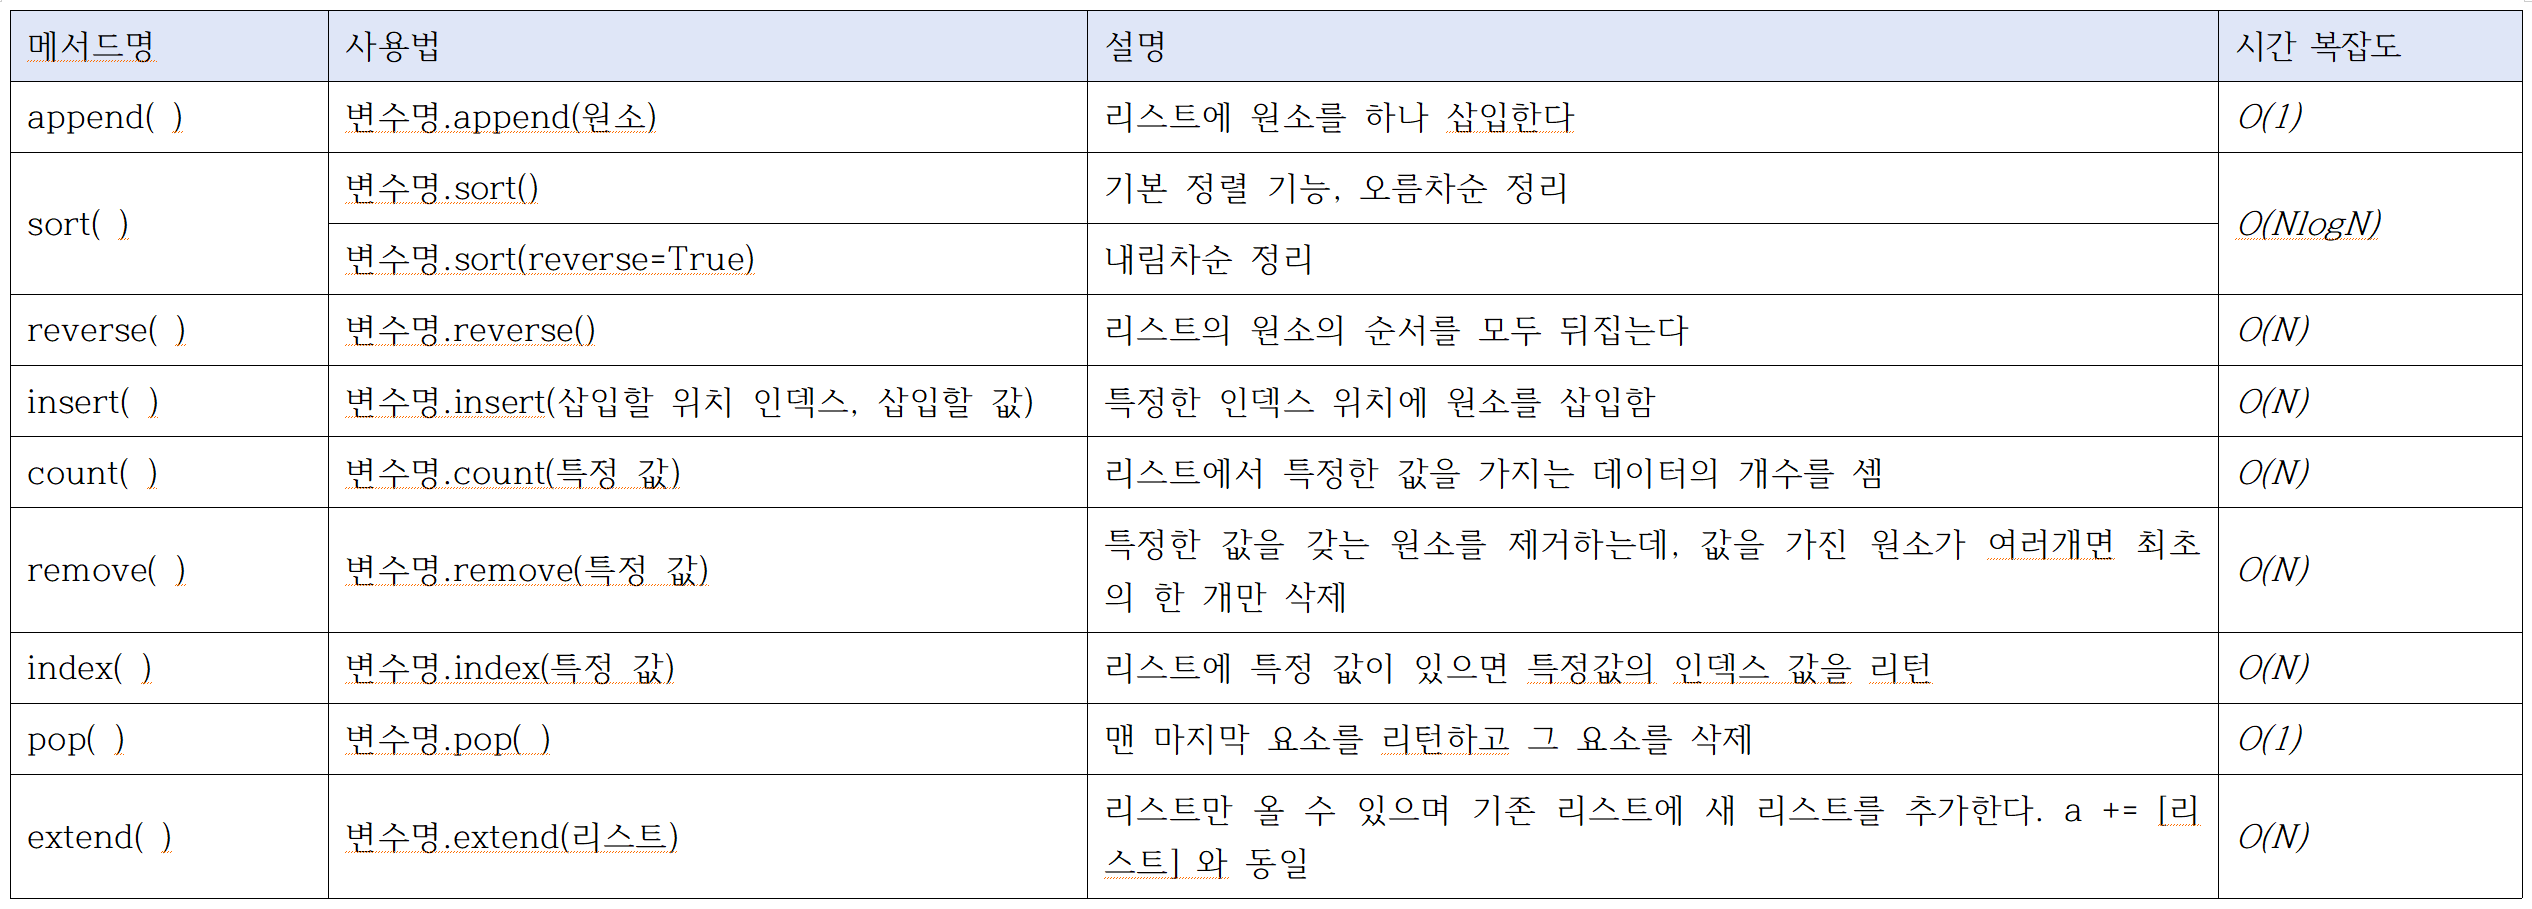 메서드명 사용법 설명 시간 복잡도
append( ) 변수명.append(원소) 리스트에 원소를 하나 삽입한다 O(1)
sort( ) 변수명.sort() 기본 정렬 기능, 오름차순 정리 O(NlogN)
변수명.sort(reverse=True) 내림차순 정리
reverse( ) 변수명.reverse() 리스트의 원소의 순서를 모두 뒤집는다 O(N)
insert( ) 변수명.insert(삽입할 위치 인덱스, 삽입할 값) 특정한 인덱스 위치에 원소를 삽입함 O(N)
count( ) 변수명.count(특정 값) 리스트에서 특정한 값을 가지는 데이터의 개수를 셈 O(N)
remove( ) 변수명.remove(특정 값) 특정한 값을 갖는 원소를 제거하는데, 값을 가진 원소가 여러개면 최초
의 한 개만 삭제 O(N)
index( ) 변수명.index(특정 값) 리스트에 특정 값이 있으면 특정값의 인덱스 값을 리턴 O(N)
pop( ) 변수명.pop( ) 맨 마지막 요소를 리턴하고 그 요소를 삭제 O(1)
extend( ) 변수명.extend(리스트) 리스트만 올 수 있으며 기존 리스트에 새 리스트를 추가한다. a += [리
스트] 와 동일 O(N)